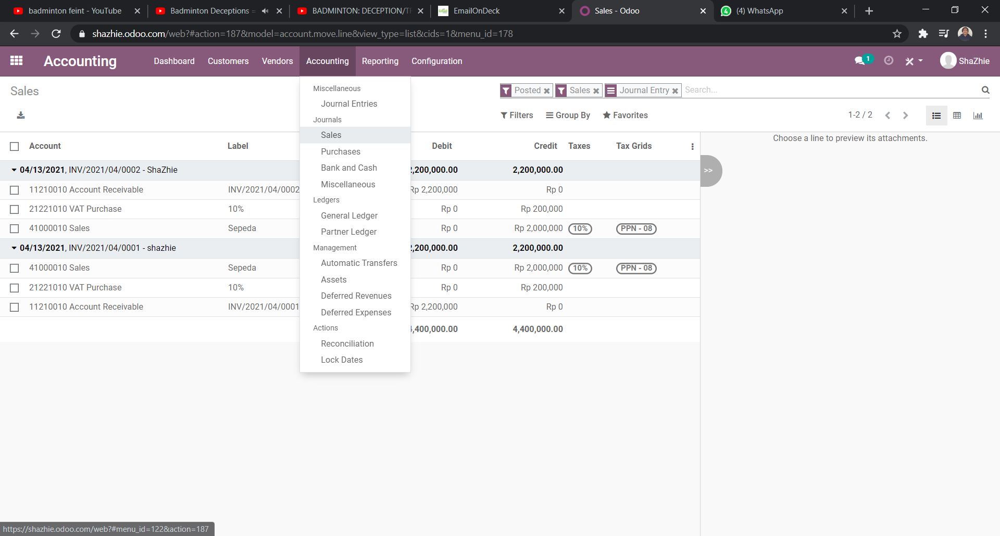 badminton feint - YouTube
Badminton Deceptions =
BADMINTON: DECEPTION/T
EmailOnDeck
Sales - Odoo
(4) WhatsApp
shazhie.odoo.com/web?#action=187&model=account.move.line&view_type=list&cids=1&menu_id=178
Accounting Dashboard Customers Vendors Accounting Reporting Configuration 1 ShaZhie
Sales
Posted Sales Journal Entry Search...
Filters Group By Favorites 1-2 / 2
Miscellaneous
Journal Entries
Journals
Sales
Purchases
Bank and Cash
Miscellaneous
Ledgers
General Ledger
Partner Ledger
Management
Automatic Transfers
Assets
Deferred Revenues
Deferred Expenses
Actions
Reconciliation
Lock Dates
Account Label Debit Credit Taxes Tax Grids
04/13/2021, INV/2021/04/0002 - ShaZhie ,200,000.00 2,200,000.00
11210010 Account Receivable INV/2021/04/0002 Rp 2,200,000 Rp 0
21221010 VAT Purchase 10% Rp 0 Rp 200,000
41000010 Sales Sepeda Rp 0 Rp 2,000,000 10% PPN - 08
04/13/2021, INV/2021/04/0001 - shazhie ,200,000.00 2,200,000.00
41000010 Sales Sepeda Rp 0 Rp 2,000,000 10% PPN - 08
21221010 VAT Purchase 10% Rp 0 Rp 200,000
11210010 Account Receivable INV/2021/04/0001 Rp 2,200,000 Rp 0
,400,000.00 4,400,000.00
Choose a line to preview its attachments.
>>
https://shazhie.odoo.com/web?#menu_id=122&action=187